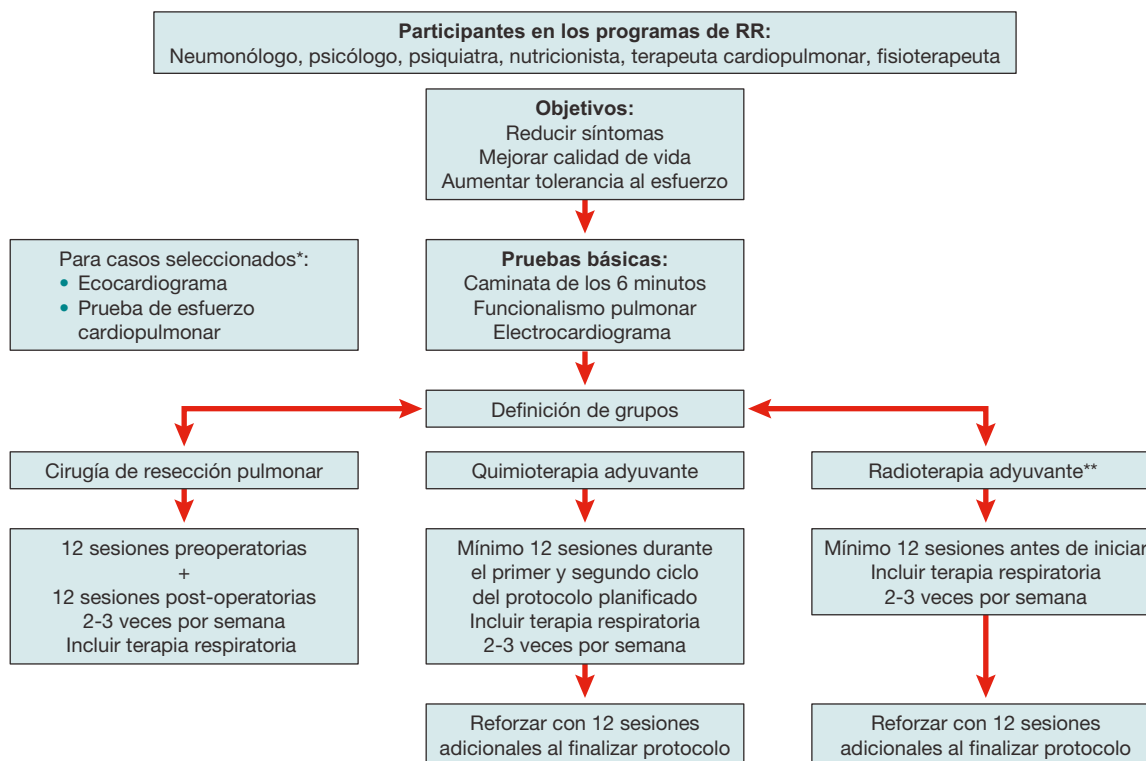 Participantes en los programas de RR:
Neumonólogo, psicólogo, psiquiatra, nutricionista, terapeuta cardiopulmonar, fisioterapeuta
Objetivos:
Reducir síntomas
Mejorar calidad de vida
Aumentar tolerancia al esfuerzo
Para casos seleccionados*:
• Ecocardiograma
• Prueba de esfuerzo
cardiopulmonar
Pruebas básicas:
Caminata de los 6 minutos
Funcionalismo pulmonar
Electrocardiograma
Definición de grupos
Cirugía de resección pulmonar
Quimioterapia adyuvante
Radioterapia adyuvante**
12 sesiones preoperatorias
+
12 sesiones post-operatorias
2-3 veces por semana
Incluir terapia respiratoria
Mínimo 12 sesiones durante
el primer y segundo ciclo
del protocolo planificado
Incluir terapia respiratoria
2-3 veces por semana
Mínimo 12 sesiones antes de iniciar
Incluir terapia respiratoria
2-3 veces por semana
Reforzar con 12 sesiones
adicionales al finalizar protocolo
Reforzar con 12 sesiones
adicionales al finalizar protocolo